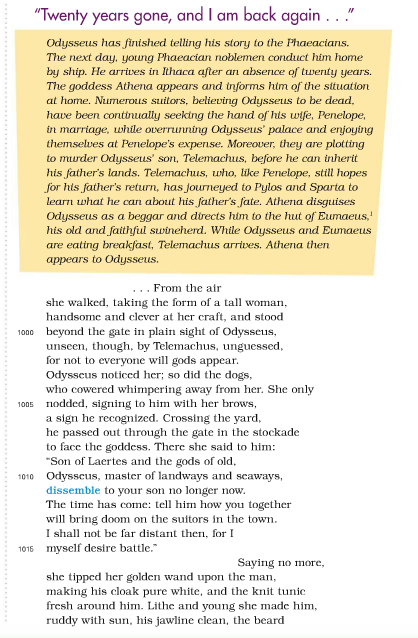 "Twenty years gone, and I am back again . . ."
Odysseus has finished telling his story to the Phaeacians.
The next day, young Phaeacian noblemen conduct him home
by ship. He arrives in Ithaca after an absence of twenty years.
The goddess Athena appears and informs him of the situation
at home. Numerous suitors, believing Odysseus to be dead,
have been continually seeking the hand of his wife, Penelope,
in marriage, while overrunning Odysseus' palace and enjoying
themselves at Penelope's expense. Moreover, they are plotting
to murder Odysseus' son, Telemachus, before he can inherit
his father's lands. Telemachus, who, like Penelope, still hopes
for his father's return, has journeyed to Pylos and Sparta to
learn what he can about his father's fate. Athena disguises
Odysseus as a beggar and directs him to the hut of Eumaeus,1
his old and faithful swineherd. While Odysseus and Eumaeus
are eating breakfast, Telemachus arrives. Athena then
appears to Odysseus.
. . . From the air
she walked, taking the form of a tall woman,
handsome and clever at her craft, and stood
1000 beyond the gate in plain sight of Odysseus,
unseen, though, by Telemachus, unguessed,
for not to everyone will gods appear.
Odysseus noticed her; so did the dogs,
who cowered whimpering away from her. She only
1005 nodded, signing to him with her brows,
a sign he recognized. Crossing the yard,
he passed out through the gate in the stockade
to face the goddess. There she said to him:
"Son of Laertes and the gods of old,
1010 Odysseus, master of landways and seaways,
dissemble to your son no longer now.
The time has come: tell him how you together
will bring doom on the suitors in the town.
I shall not be far distant then, for I
1015 myself desire battle."
Saying no more,
she tipped her golden wand upon the man,
making his cloak pure white, and the knit tunic
fresh around him. Lithe and young she made him,
ruddy with sun, his jawline clean, the beard